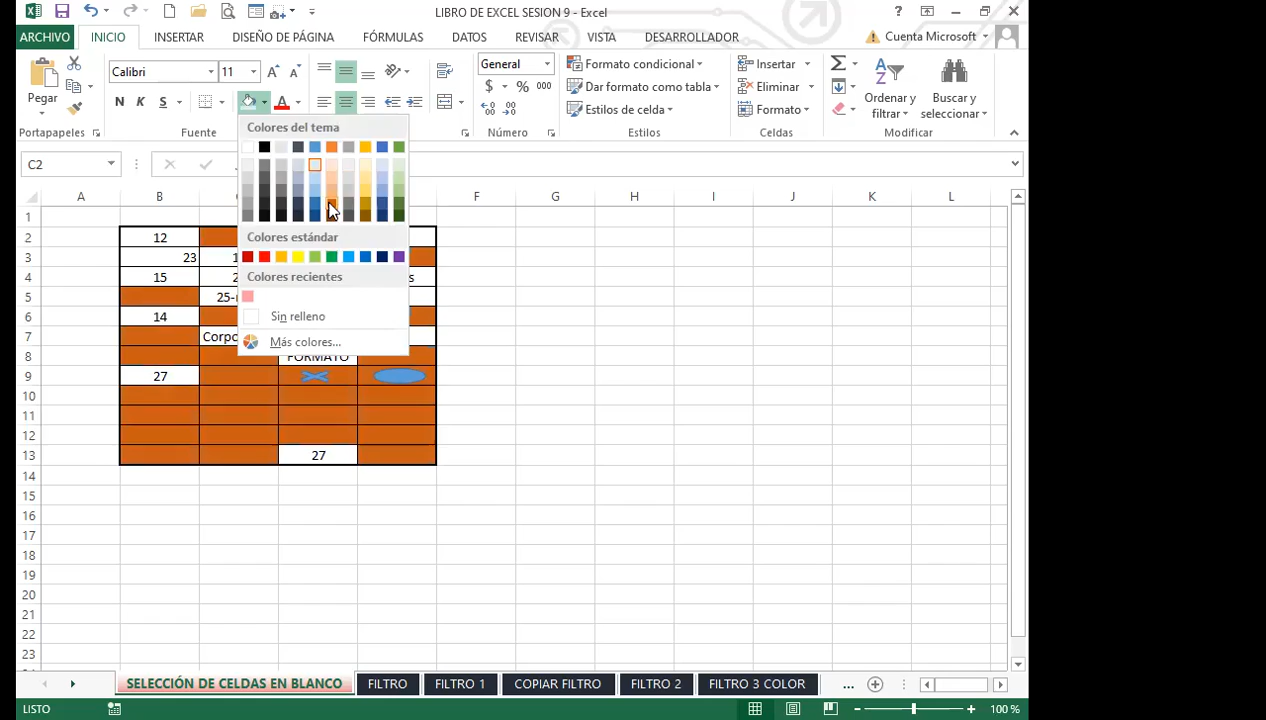 LIBRO DE EXCEL SESION 9 - Excel
ARCHIVO INICIO INSERTAR DISEÑO DE PÁGINA FÓRMULAS DATOS REVISAR VISTA DESARROLLADOR Cuenta Microsoft
Pegar
Calibri 11
N K S
General
$ % 000
Formato condicional
Dar formato como tabla
Estilos de celda
Insertar
Eliminar
Formato
Ordenar y filtrar
Buscar y seleccionar
Portapapeles Fuente Número Estilos Celdas Modificar
C2
Colores del tema
Colores estándar
Colores recientes
Sin relleno
Más colores...
A B F G H I J K L
1
2 12
3 23 1
4 15 2 s
5 25-
6 14
7 Corpo
8 FORMATO
9 27
10
11
12
13 27
14
15
16
17
18
19
20
21
22
23
SELECCIÓN DE CELDAS EN BLANCO FILTRO FILTRO 1 COPIAR FILTRO FILTRO 2 FILTRO 3 COLOR ...
LISTO 100 %